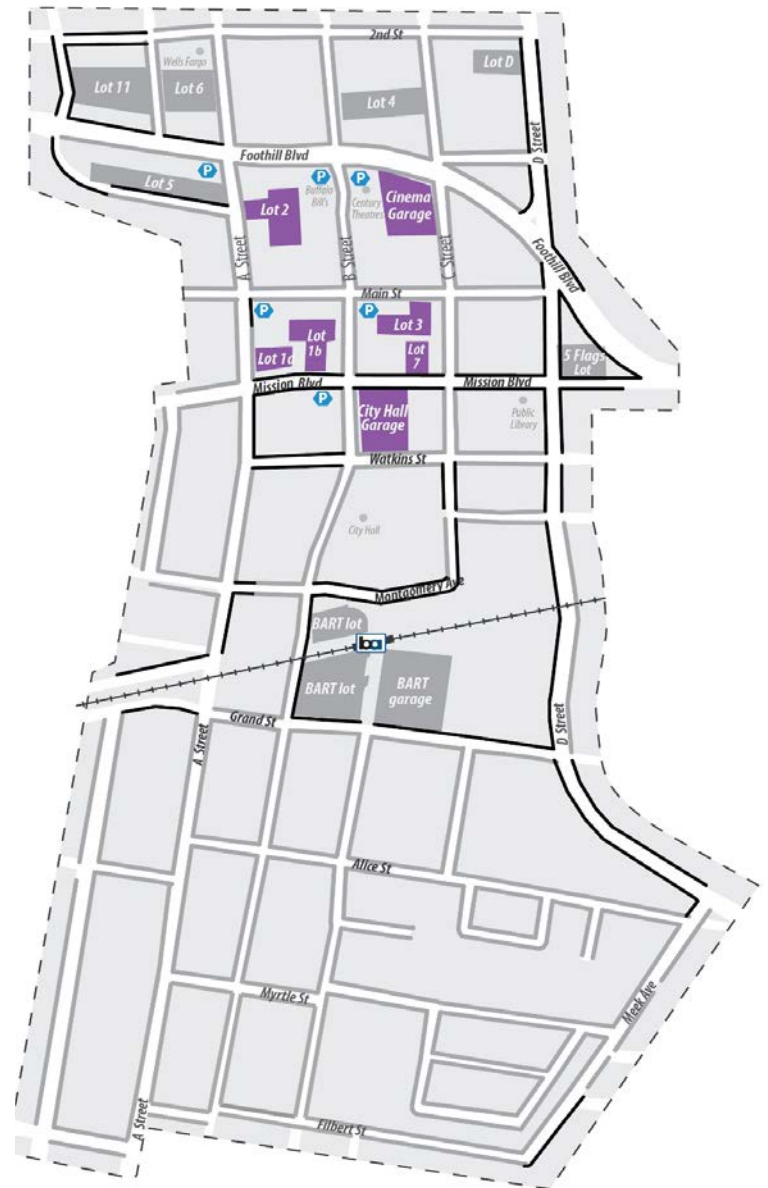 2nd St
Wells Fargo
Lot D
Lot 11
Lot 6
Lot 4
D Street
Foothill Blvd
P
Lot 5
P
P
Buffalo
Bill's
Century
Theatres
Cinema
Garage
Lot 2
A Street
B Street
C Street
Foothill Blvd
Main St
P
P
Lot
1b
Lot 3
Lot 1a
Lot
7
5 Flags
Lot
Mission Blvd
Mission Blvd
P
City Hall
Garage
Public
Library
Watkins St
City Hall
Montgomery Ave
BART lot
ba
BART lot
BART
garage
Grand St
A Street
D Street
Alice St
Myrtle St
Meek Ave
A Street
Filbert St